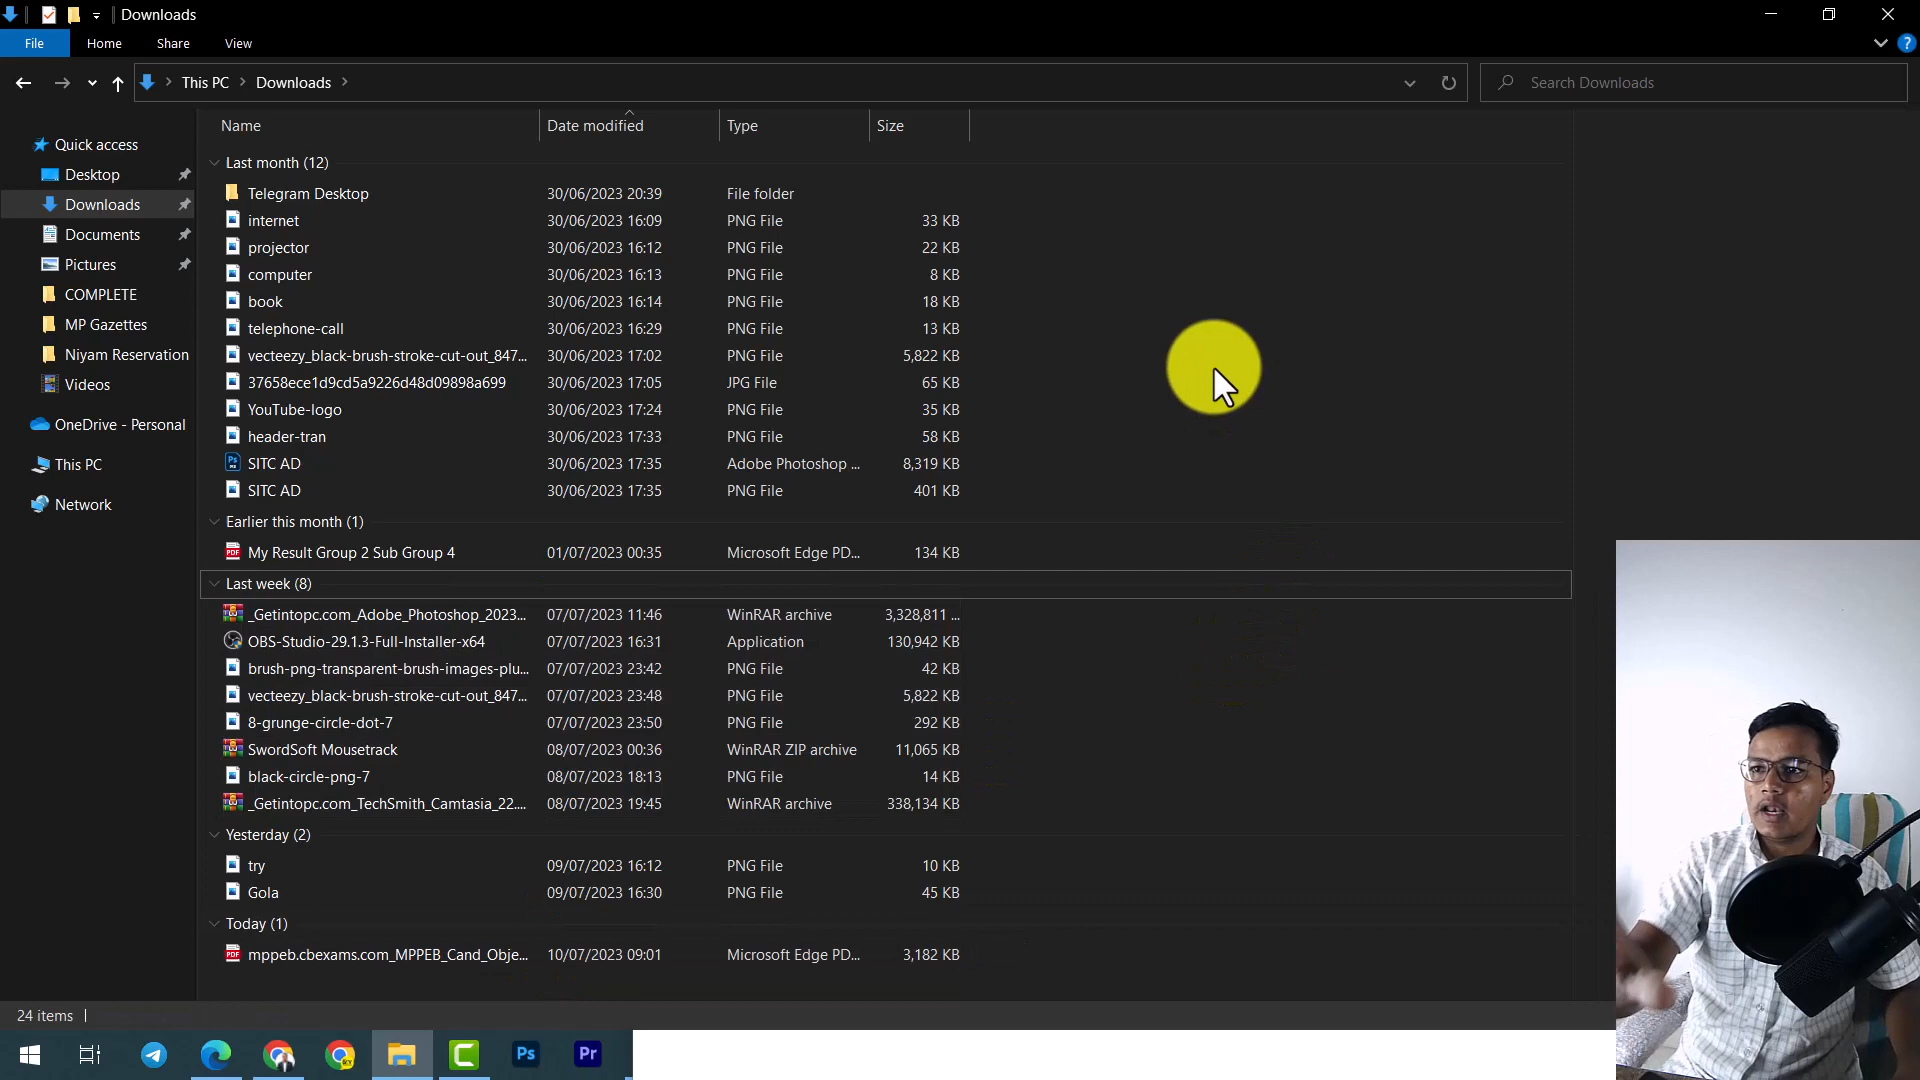 Downloads
File Home Share View
This PC Downloads
Search Downloads
Name Date modified Type Size
Quick access
Desktop
Downloads
Documents
Pictures
COMPLETE
MP Gazettes
Niyam Reservation
Videos
OneDrive - Personal
This PC
Network
Last month (12)
Telegram Desktop 30/06/2023 20:39 File folder
internet 30/06/2023 16:09 PNG File 33 KB
projector 30/06/2023 16:12 PNG File 22 KB
computer 30/06/2023 16:13 PNG File 8 KB
book 30/06/2023 16:14 PNG File 18 KB
telephone-call 30/06/2023 16:29 PNG File 13 KB
vecteezy_black-brush-stroke-cut-out_847... 30/06/2023 17:02 PNG File 5,822 KB
37658ece1d9cd5a9226d48d09898a699 30/06/2023 17:05 JPG File 65 KB
YouTube-logo 30/06/2023 17:24 PNG File 35 KB
header-tran 30/06/2023 17:33 PNG File 58 KB
SITC AD 30/06/2023 17:35 Adobe Photoshop ... 8,319 KB
SITC AD 30/06/2023 17:35 PNG File 401 KB
Earlier this month (1)
My Result Group 2 Sub Group 4 01/07/2023 00:35 Microsoft Edge PD... 134 KB
Last week (8)
_Getintopc.com_Adobe_Photoshop_2023... 07/07/2023 11:46 WinRAR archive 3,328,811 ...
OBS-Studio-29.1.3-Full-Installer-x64 07/07/2023 16:31 Application 130,942 KB
brush-png-transparent-brush-images-plu... 07/07/2023 23:42 PNG File 42 KB
vecteezy_black-brush-stroke-cut-out_847... 07/07/2023 23:48 PNG File 5,822 KB
8-grunge-circle-dot-7 07/07/2023 23:50 PNG File 292 KB
SwordSoft Mousetrack 08/07/2023 00:36 WinRAR ZIP archive 11,065 KB
black-circle-png-7 08/07/2023 18:13 PNG File 14 KB
_Getintopc.com_TechSmith_Camtasia_22.... 08/07/2023 19:45 WinRAR archive 338,134 KB
Yesterday (2)
try 09/07/2023 16:12 PNG File 10 KB
Gola 09/07/2023 16:30 PNG File 45 KB
Today (1)
mppeb.cbexams.com_MPPEB_Cand_Obje... 10/07/2023 09:01 Microsoft Edge PD... 3,182 KB
24 items
Ps Pr